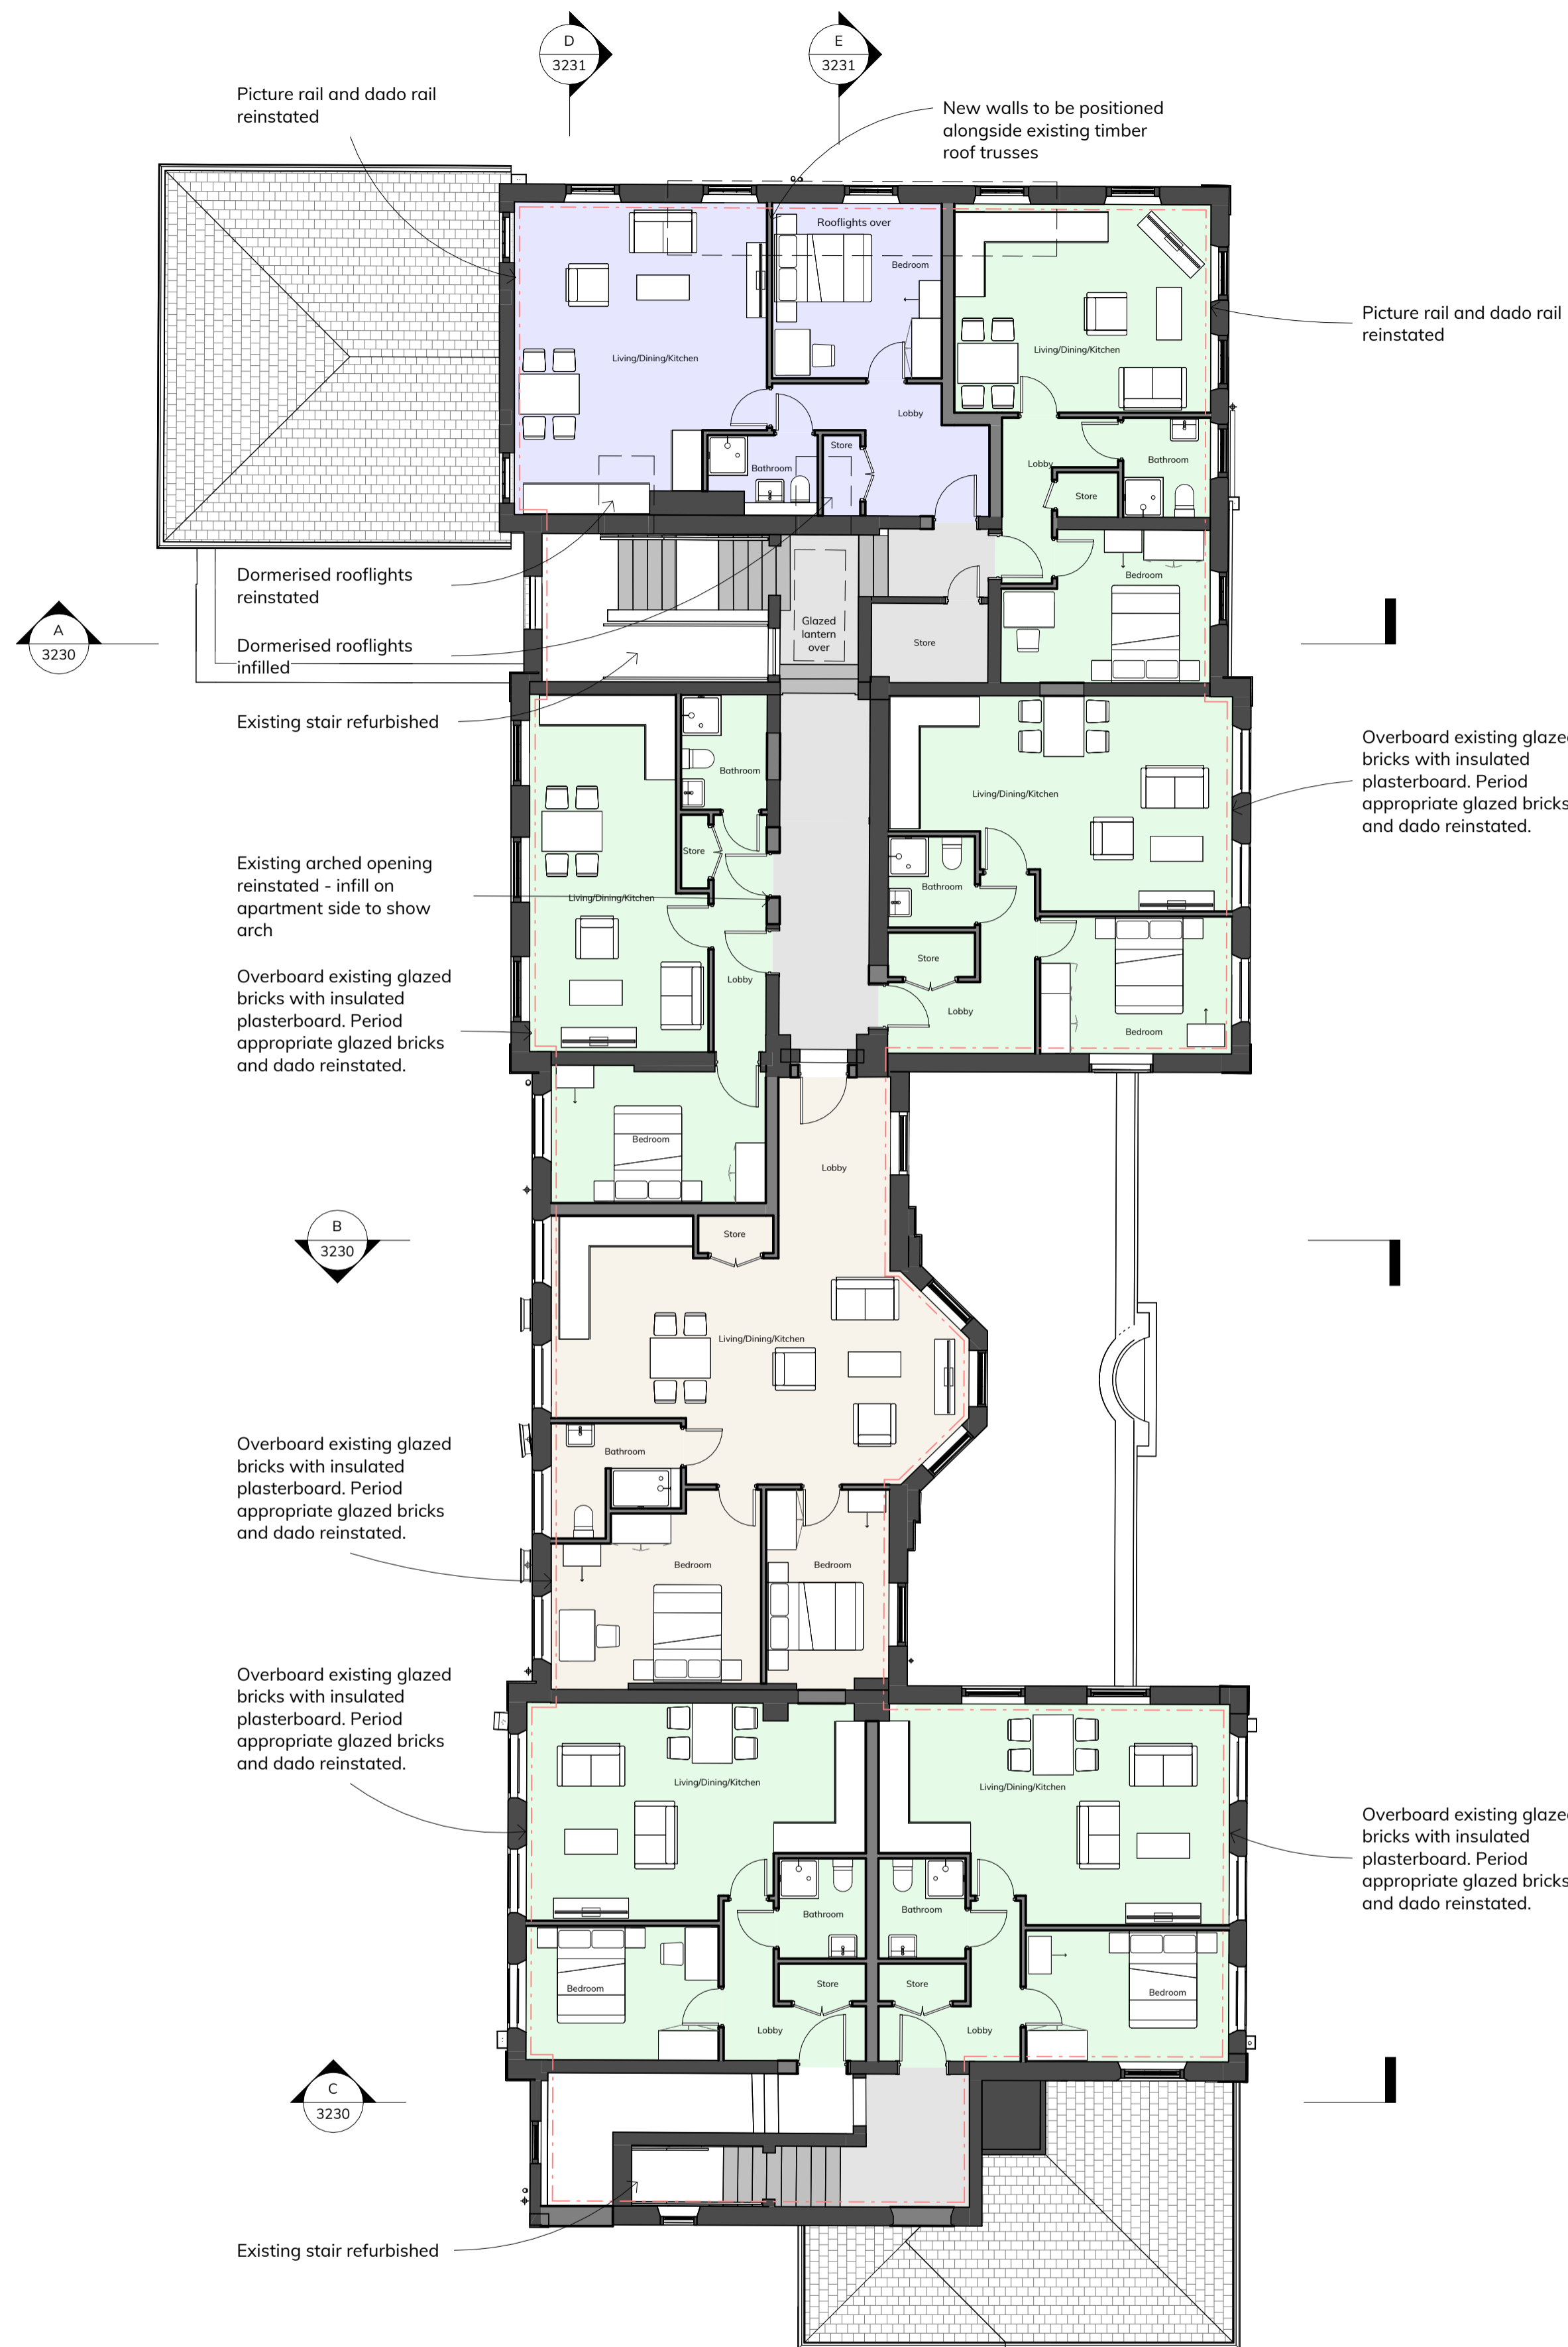 D
3231
E
3231
Picture rail and dado rail
reinstated
New walls to be positioned
alongside existing timber
roof trusses
Rooflights over
Bedroom
Living/Dining/Kitchen
Living/Dining/Kitchen
Picture rail and dado rail
reinstated
Lobby
Store
Bathroom
Lobby
Bathroom
Store
Bedroom
Dormerised rooflights
reinstated
A
3230
Dormerised rooflights
infilled
Glazed
lantern
over
Store
Existing stair refurbished
Bathroom
Living/Dining/Kitchen
Overboard existing glazed
bricks with insulated
plasterboard. Period
appropriate glazed bricks
and dado reinstated.
Existing arched opening
reinstated - infill on
apartment side to show
arch
Store
Living/Dining/Kitchen
Bathroom
Store
Lobby
Lobby
Bedroom
Overboard existing glazed
bricks with insulated
plasterboard. Period
appropriate glazed bricks
and dado reinstated.
Bedroom
Lobby
B
3230
Store
Living/Dining/Kitchen
Overboard existing glazed
bricks with insulated
plasterboard. Period
appropriate glazed bricks
and dado reinstated.
Bathroom
Bedroom
Bedroom
Overboard existing glazed
bricks with insulated
plasterboard. Period
appropriate glazed bricks
and dado reinstated.
Living/Dining/Kitchen
Living/Dining/Kitchen
Overboard existing glazed
bricks with insulated
plasterboard. Period
appropriate glazed bricks
and dado reinstated.
Bathroom
Bathroom
Bedroom
Store
Store
Bedroom
Lobby
Lobby
C
3230
Existing stair refurbished